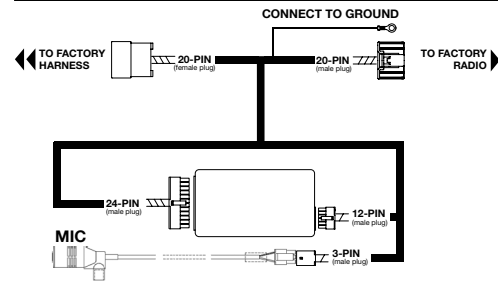 CONNECT TO GROUND
TO FACTORY
HARNESS
20-PIN
(female plug)
20-PIN
(male plug)
TO FACTORY
RADIO
24-PIN
(male plug)
12-PIN
(male plug)
MIC
3-PIN
(male plug)